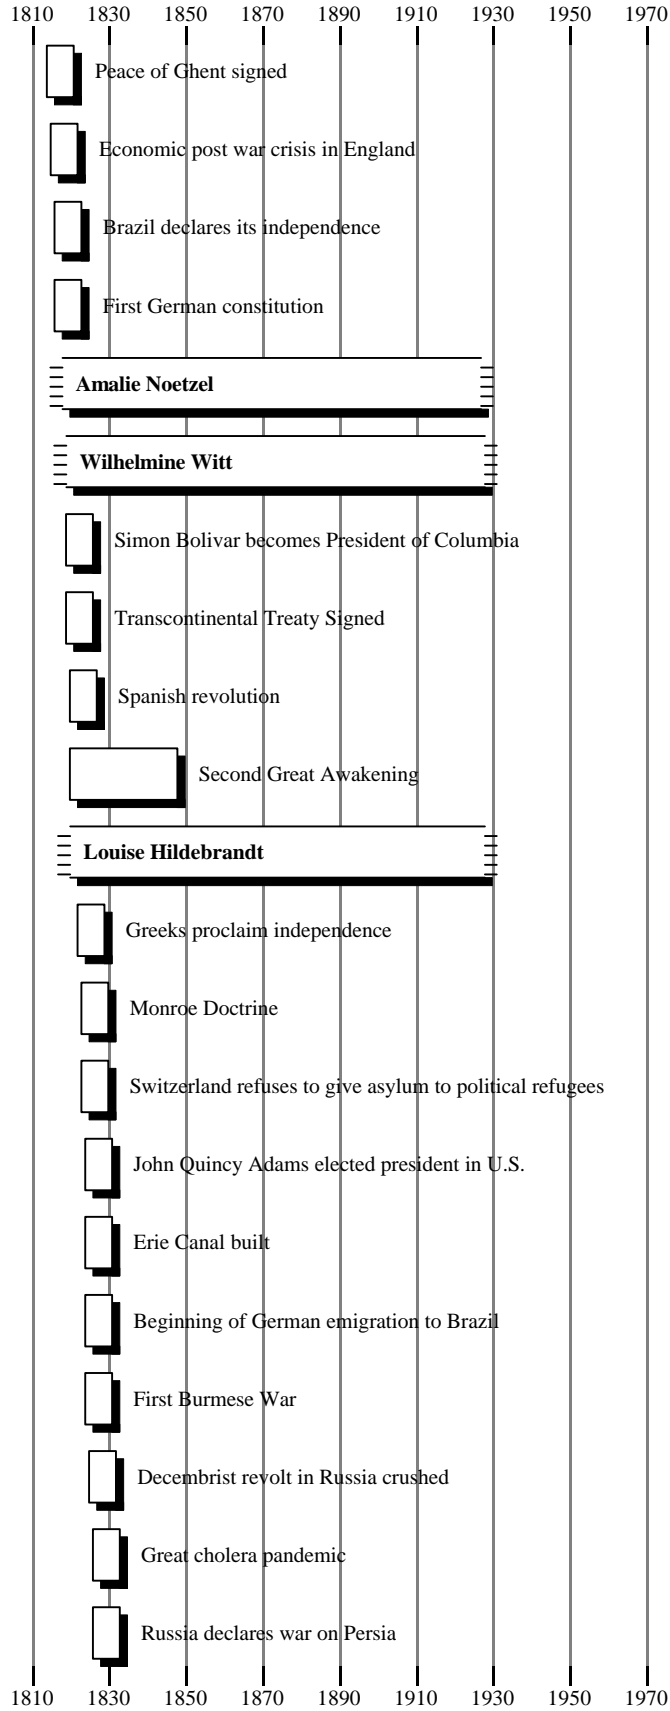 1810 1830 1850 1870 1890 1910 1930 1950 1970
Peace of Ghent signed
Economic post war crisis in England
Brazil declares its independence
First German constitution
Amalie Noetzel
Wilhelmine Witt
Simon Bolivar becomes President of Columbia
Transcontinental Treaty Signed
Spanish revolution
Second Great Awakening
Louise Hildebrandt
Greeks proclaim independence
Monroe Doctrine
Switzerland refuses to give asylum to political refugees
John Quincy Adams elected president in U.S.
Erie Canal built
Beginning of German emigration to Brazil
First Burmese War
Decembrist revolt in Russia crushed
Great cholera pandemic
Russia declares war on Persia
1810 1830 1850 1870 1890 1910 1930 1950 1970